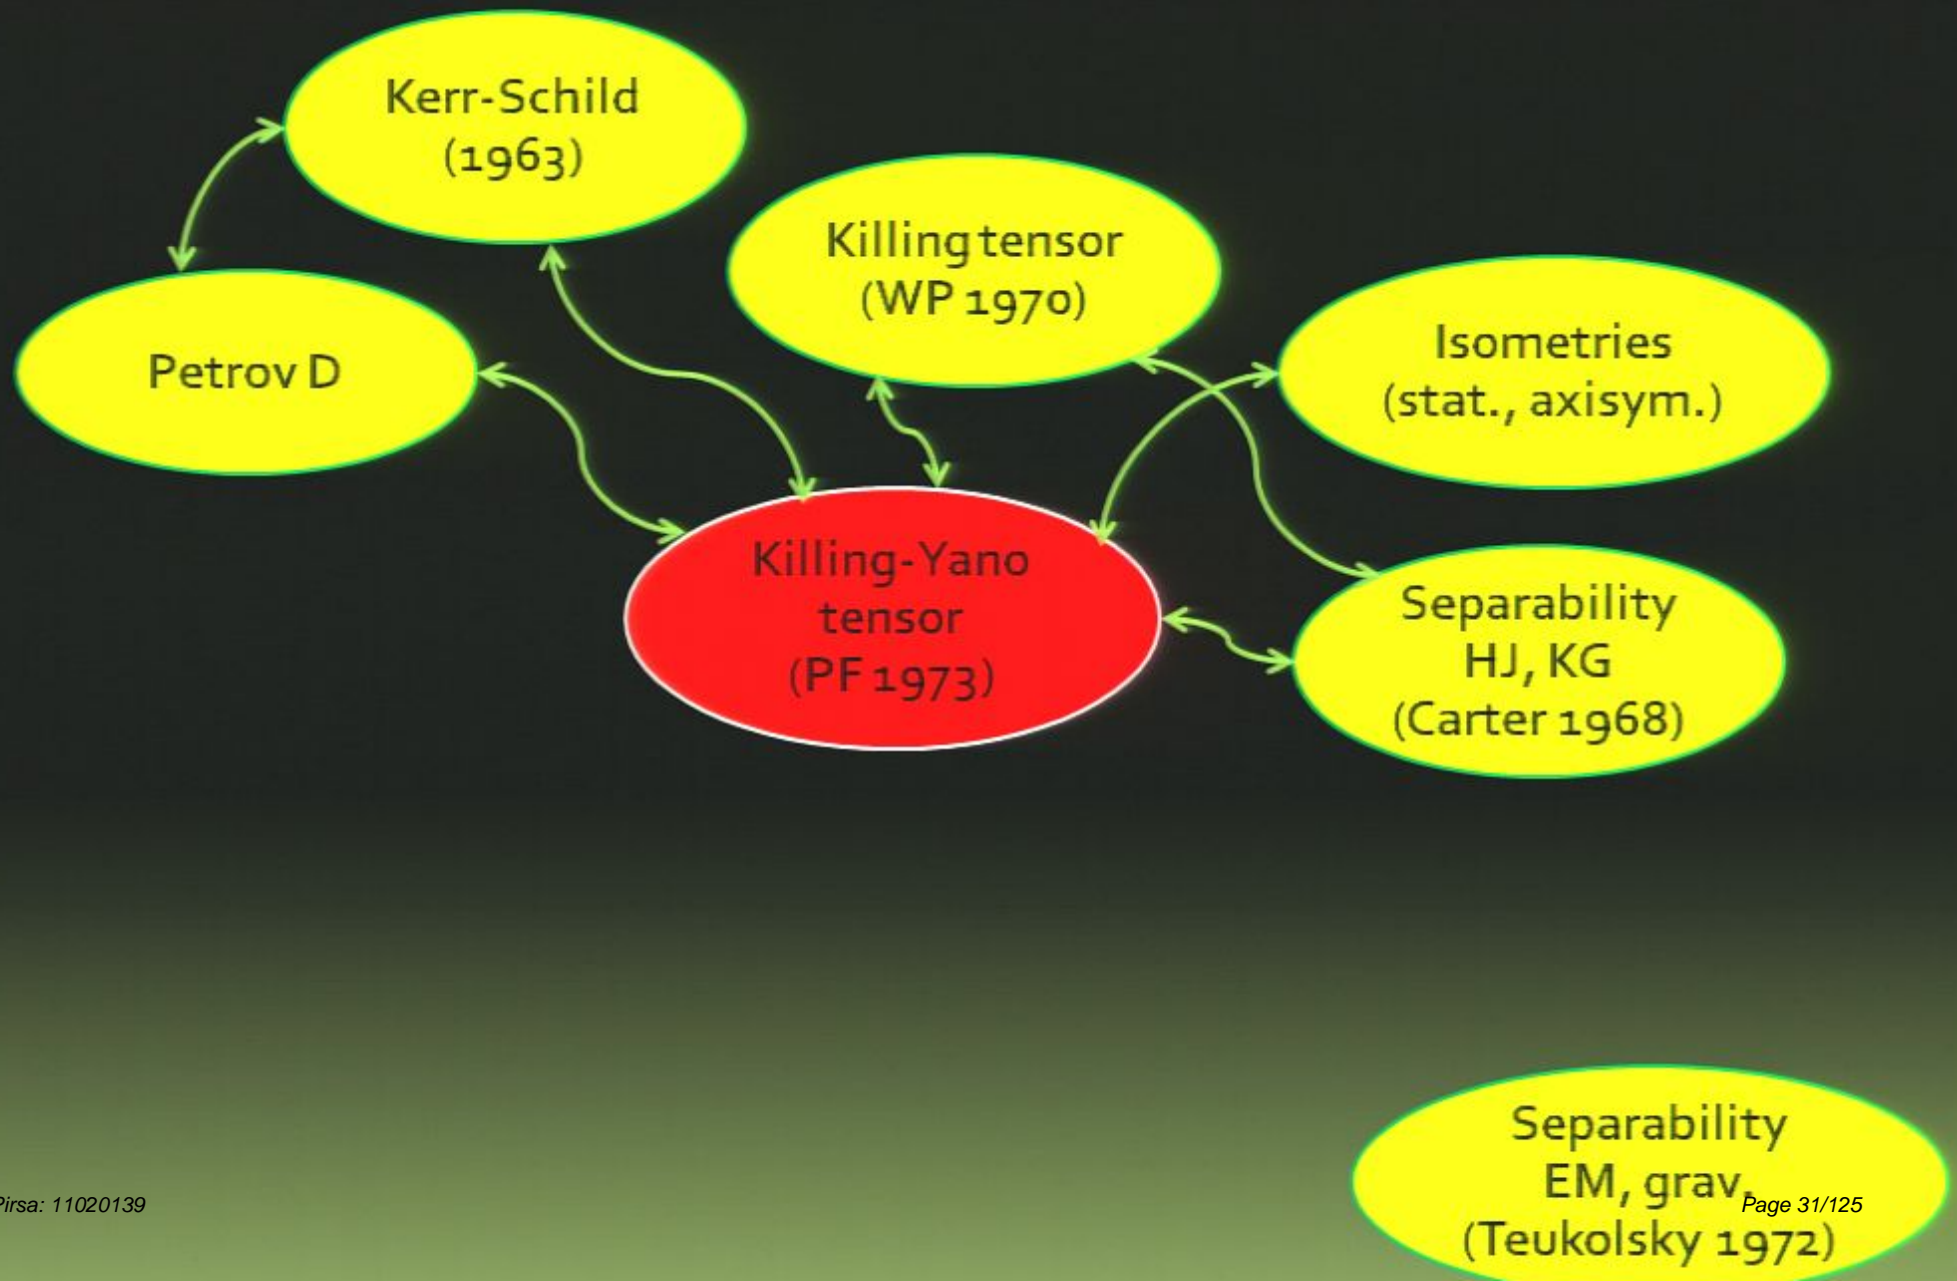 Kerr-Schild
(1963)
Killing tensor
(WP 1970)
Isometries
(stat., axisym.)
Petrov D
Killing-Yano
tensor
(PF 1973)
Separability
HJ, KG
(Carter 1968)
Separability
EM, grav.
(Teukolsky 1972)
Pirsa: 11020139
Page 31/125